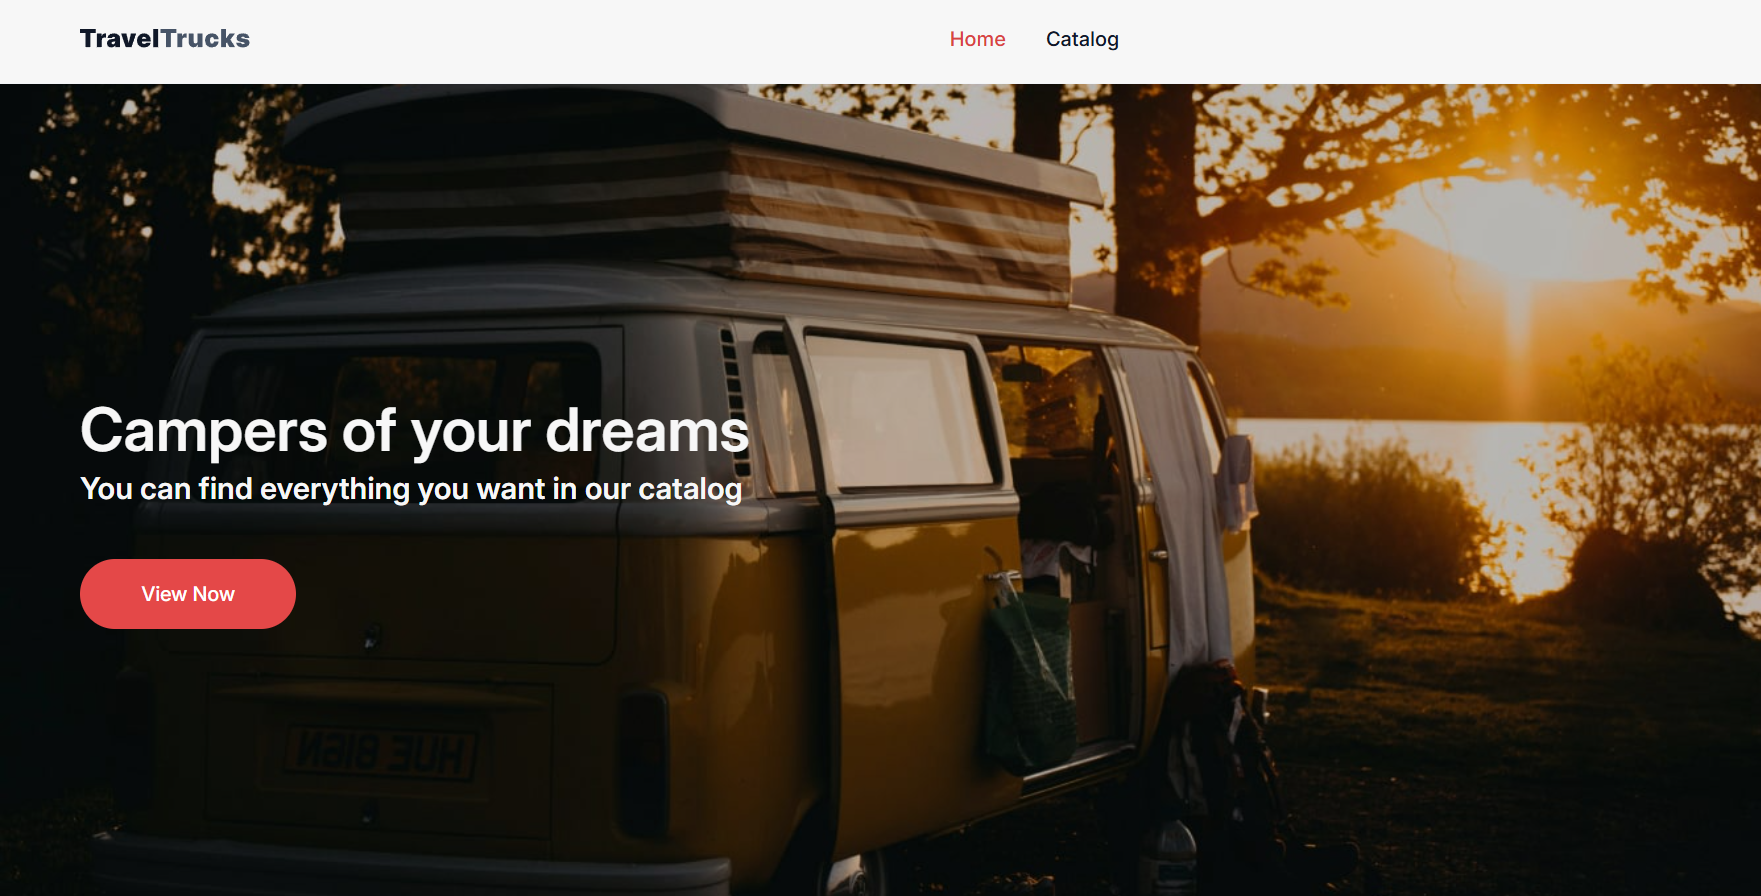 TravelTrucks
Home Catalog
Campers of your dreams
You can find everything you want in our catalog
View Now
HUE 816N